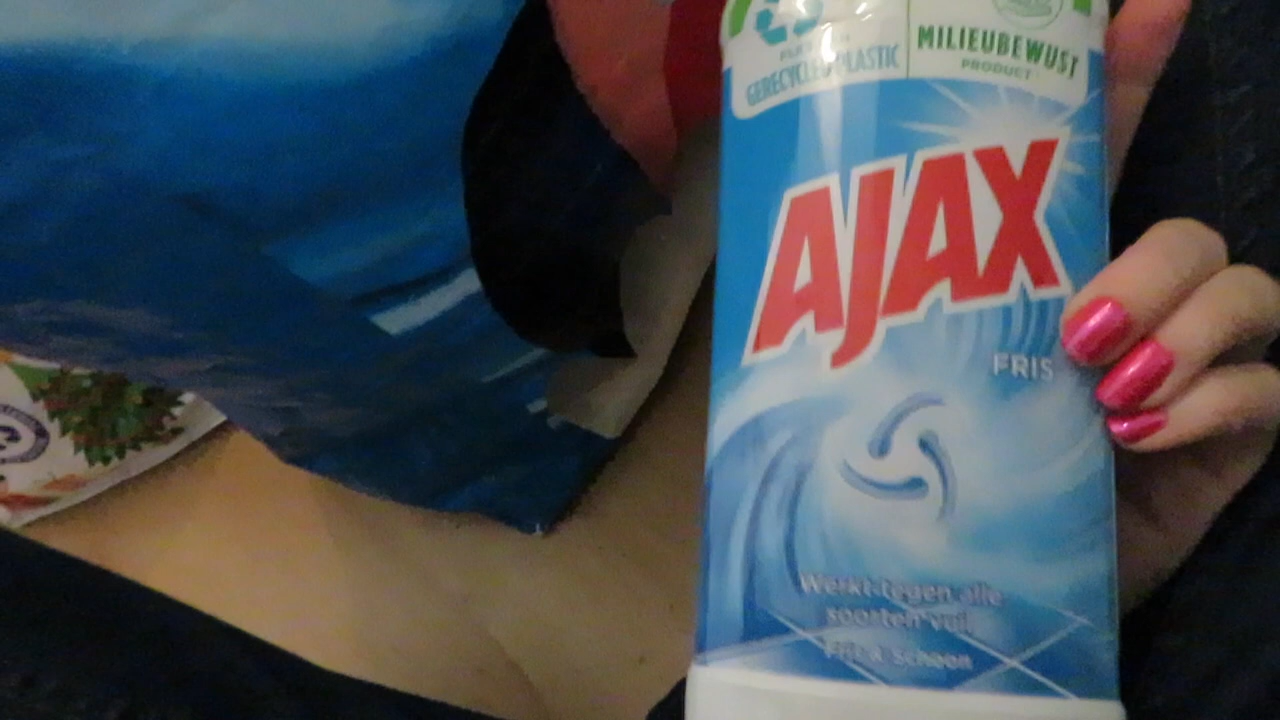 GERECYCLED PLASTIC
MILIEUBEWUST
PRODUCT
AJAX
FRIS
Werkt tegen alle
soorten vuil
Fris & Schoon